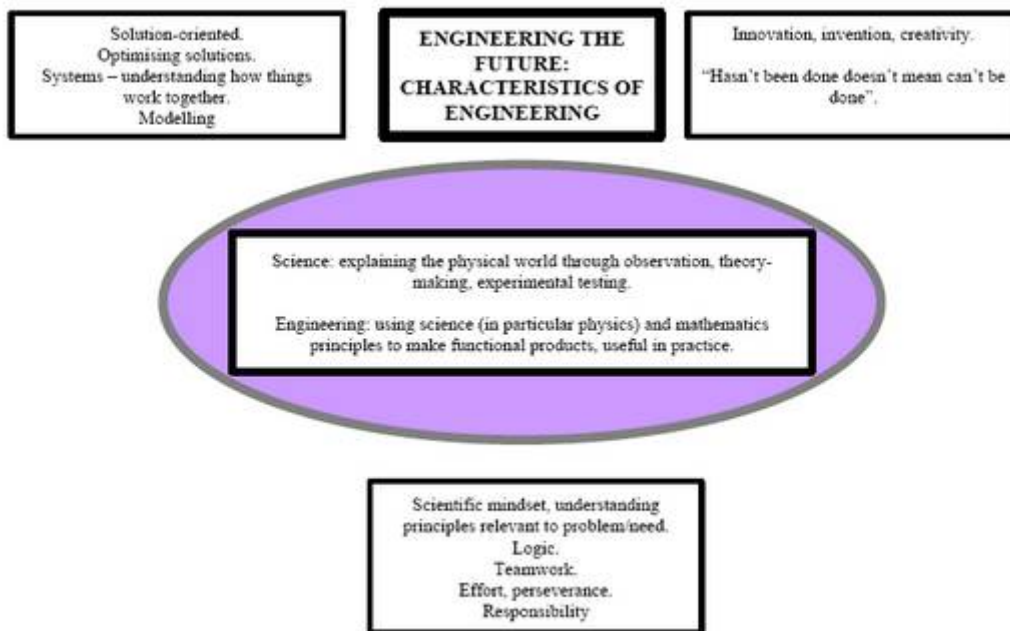 Solution-oriented.
Optimising solutions.
Systems – understanding how things
work together.
Modelling
ENGINEERING THE
FUTURE:
CHARACTERISTICS OF
ENGINEERING
Innovation, invention, creativity.
“Hasn’t been done doesn’t mean can’t be
done”.
Science: explaining the physical world through observation, theory-
making, experimental testing.
Engineering: using science (in particular physics) and mathematics
principles to make functional products, useful in practice.
Scientific mindset, understanding
principles relevant to problem/need.
Logic.
Teamwork.
Effort, perseverance.
Responsibility